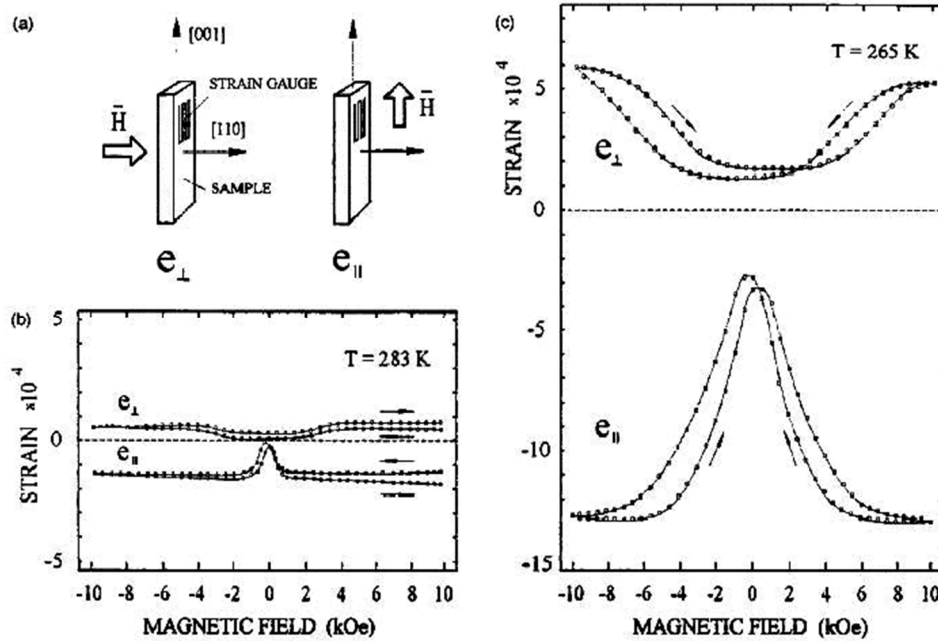 (a)
[001]
STRAIN GAUGE
H̄
[110]
SAMPLE
e⊥
H̄
e∥
(b)
5
0
-5
STRAIN ×10⁻⁴
T = 283 K
e⊥
e∥
-10 -8 -6 -4 -2 0 2 4 6 8 10
MAGNETIC FIELD (kOe)
(c)
5
0
-5
-10
-15
STRAIN ×10⁻⁴
T = 265 K
e⊥
e∥
-10 -8 -6 -4 -2 0 2 4 6 8 10
MAGNETIC FIELD (kOe)